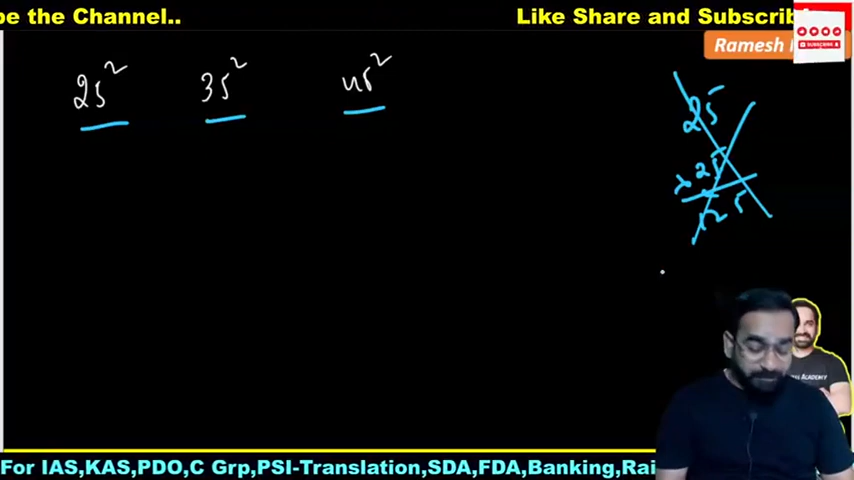 be the Channel..
Like Share and Subscrib
Ramesh
25² 35² 45²
25
x 25
125
For IAS,KAS,PDO,C Grp,PSI-Translation,SDA,FDA,Banking,Rai